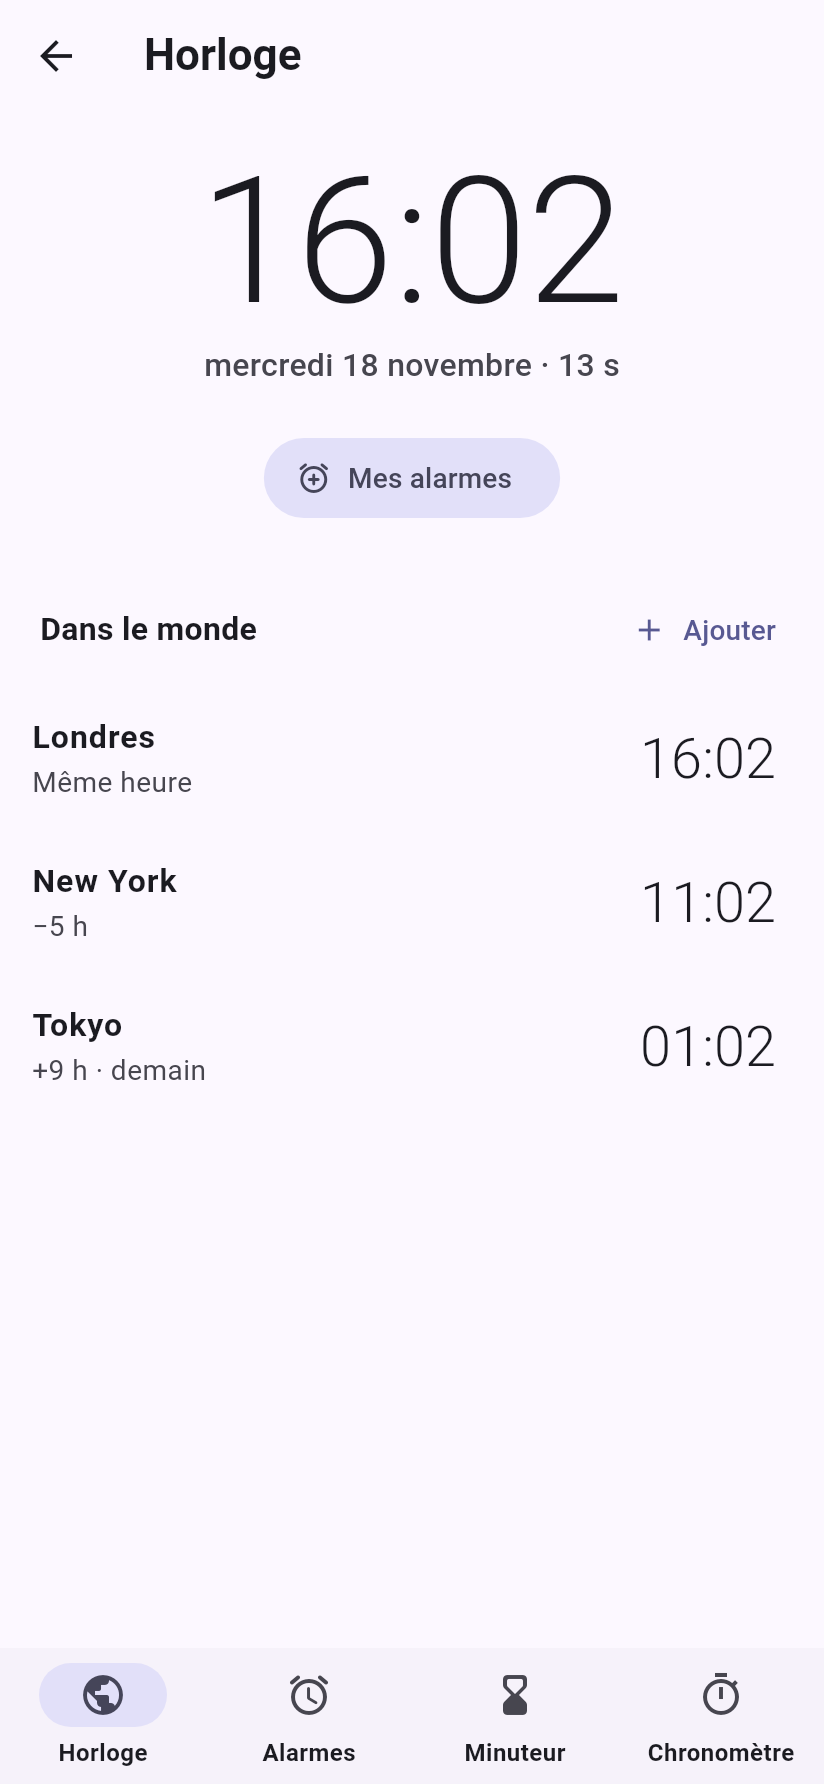 Horloge
16:02
mercredi 18 novembre · 13 s
Mes alarmes
Dans le monde
Ajouter
Londres
16:02
Même heure
New York
11:02
−5 h
Tokyo
01:02
+9 h · demain
Horloge
Alarmes
Minuteur
Chronomètre